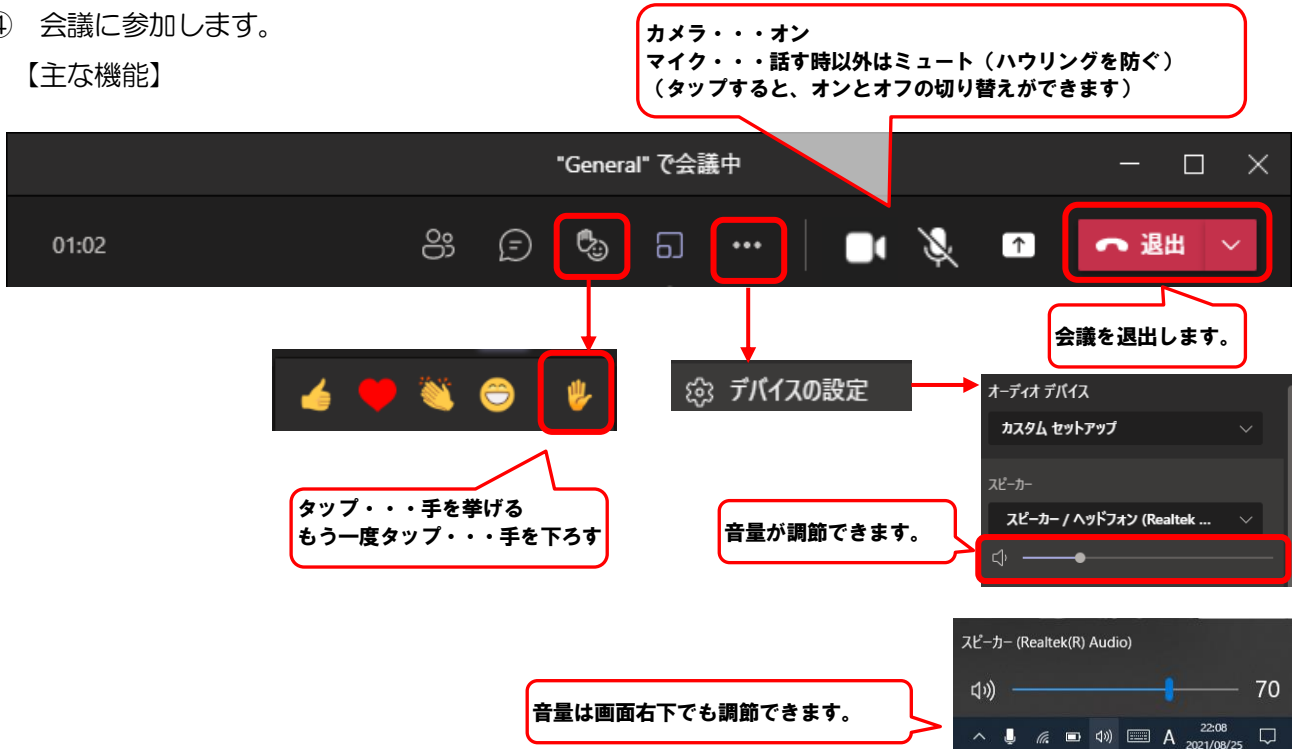 ④ 会議に参加します。
【主な機能】
カメラ・・・オン
マイク・・・話す時以外はミュート（ハウリングを防ぐ）
（タップすると、オンとオフの切り替えができます）
"General" で会議中
01:02
退出
会議を退出します。
デバイスの設定
オーディオ デバイス
カスタム セットアップ
スピーカー
スピーカー / ヘッドフォン (Realtek ...
タップ・・・手を挙げる
もう一度タップ・・・手を下ろす
音量が調節できます。
スピーカー (Realtek(R) Audio)
70
音量は画面右下でも調節できます。
A
22:08
2021/08/25